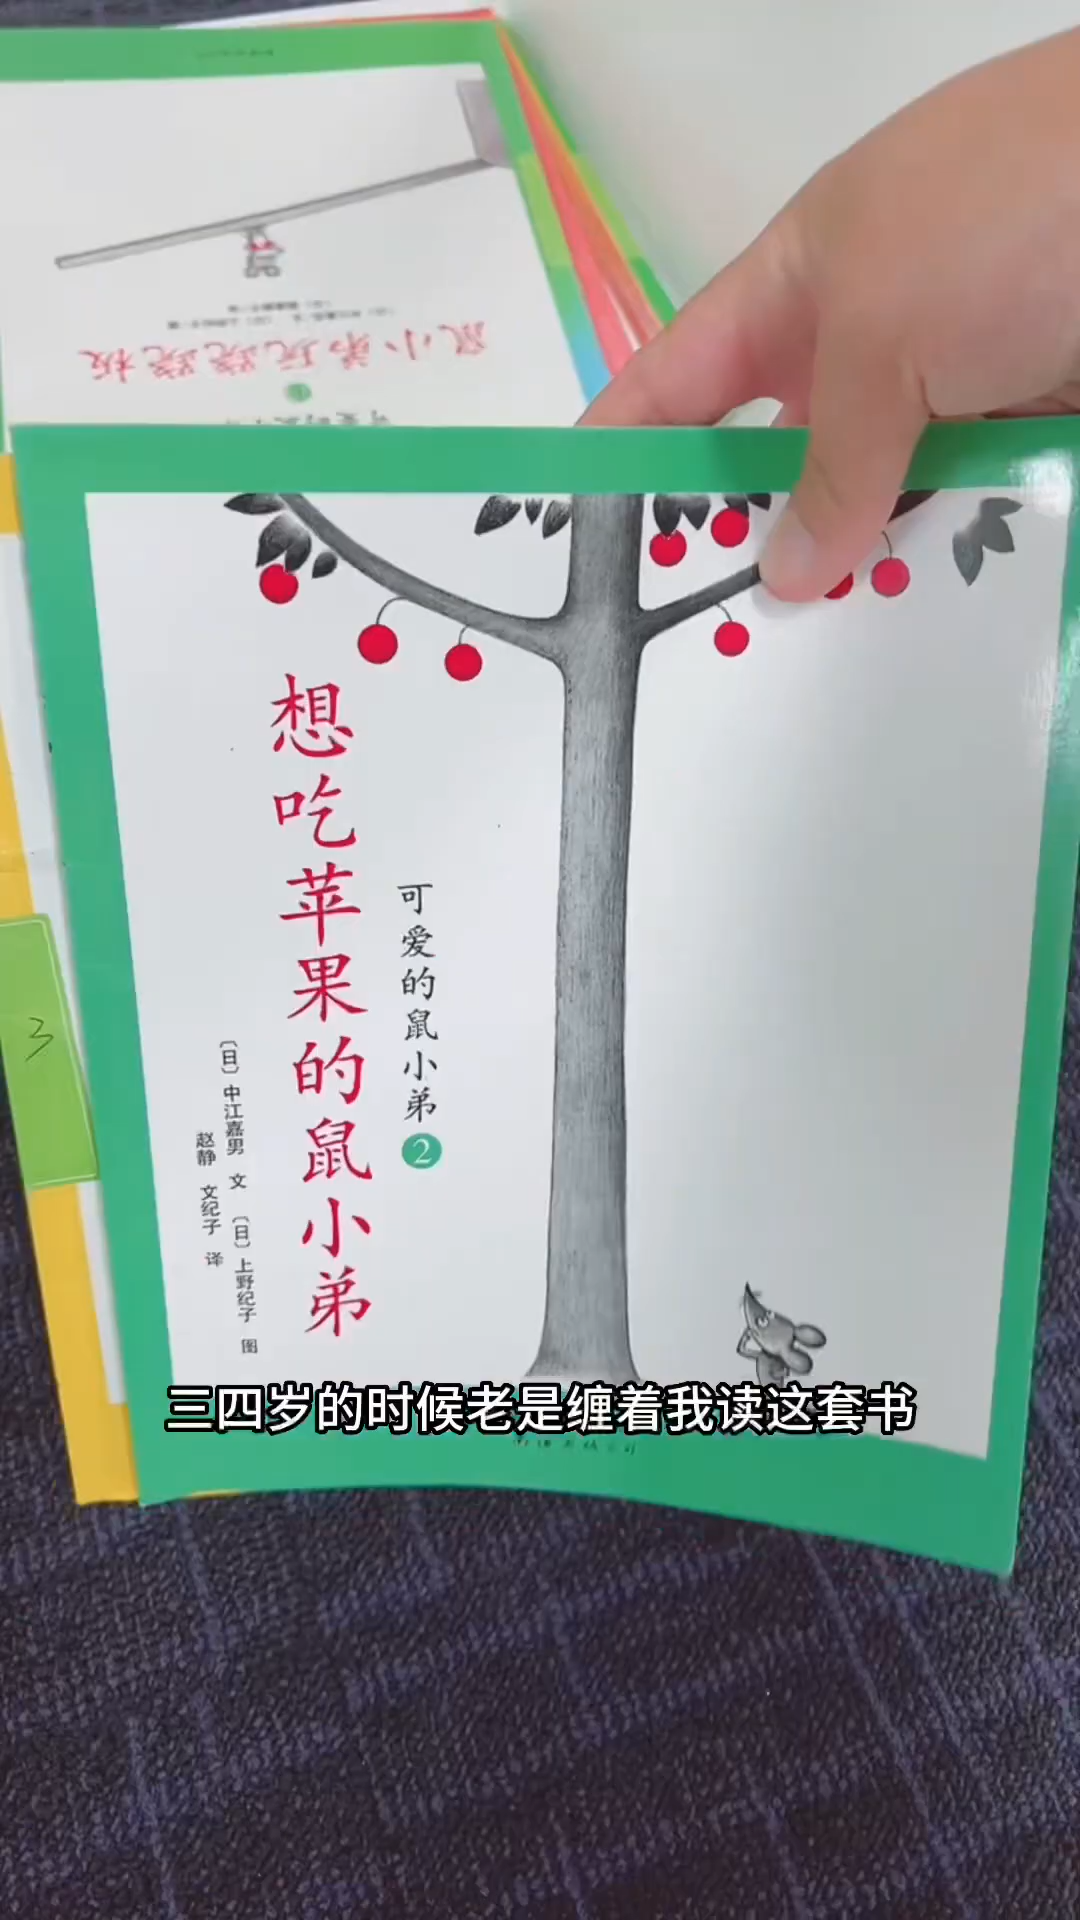 鼠小弟玩跷跷板
想吃苹果的鼠小弟
可爱的鼠小弟 2
〔日〕中江嘉男 文 〔日〕上野纪子 图
赵静 文纪子 译
3
三四岁的时候老是缠着我读这套书